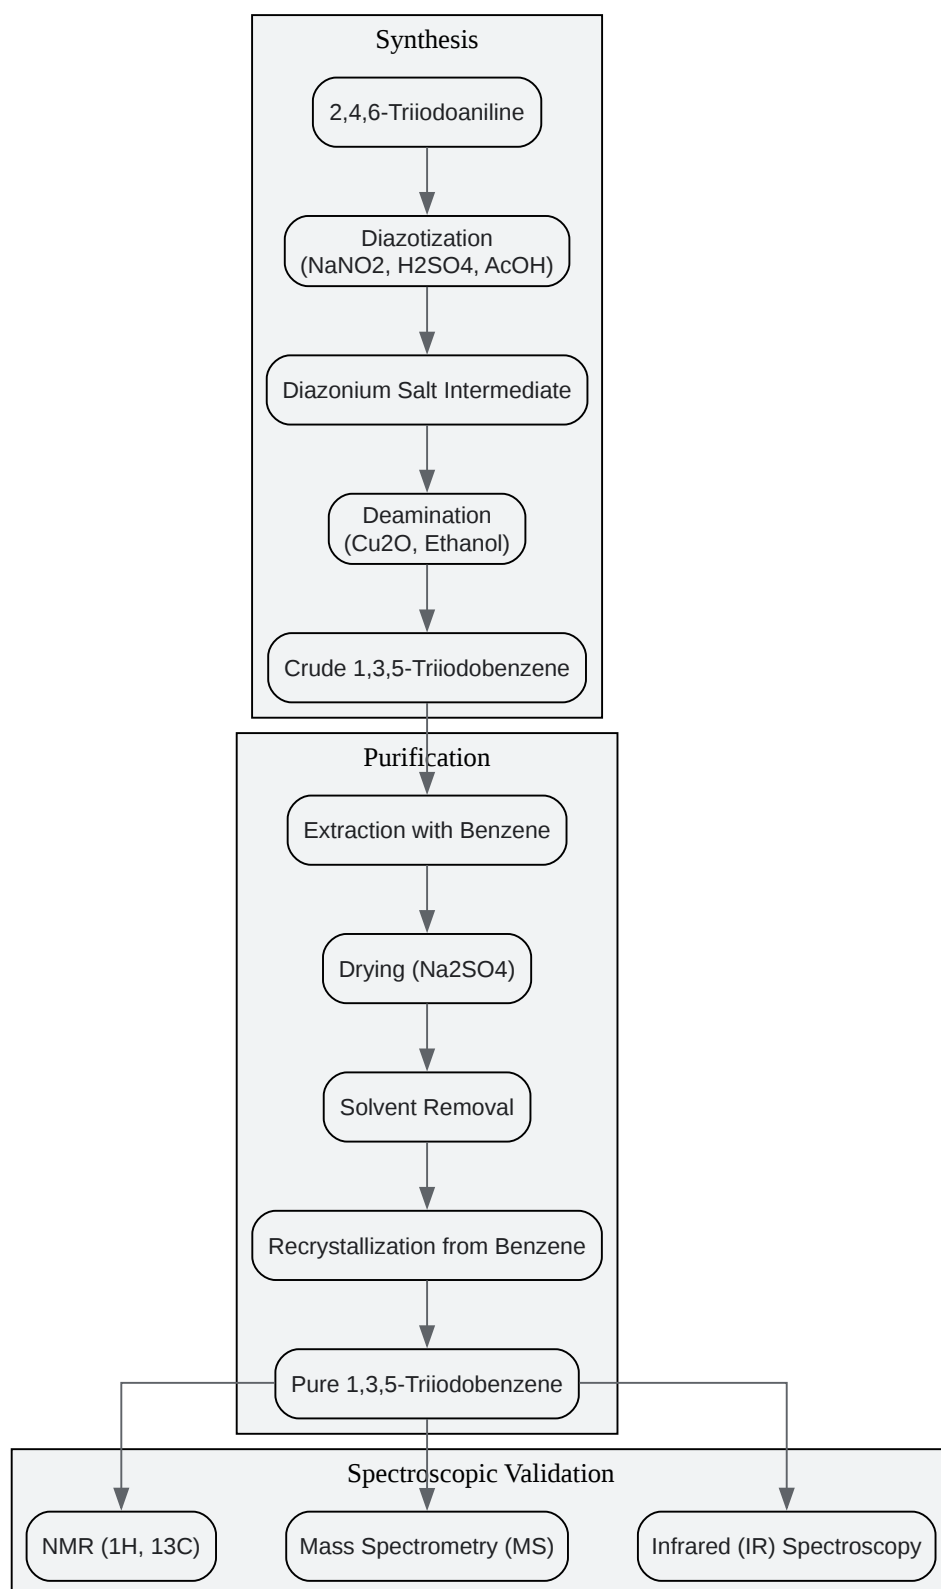 Synthesis
2,4,6-Triiodoaniline
Diazotization
(NaNO2, H2SO4, AcOH)
Diazonium Salt Intermediate
Deamination
(Cu2O, Ethanol)
Crude 1,3,5-Triiodobenzene
Purification
Extraction with Benzene
Drying (Na2SO4)
Solvent Removal
Recrystallization from Benzene
Pure 1,3,5-Triiodobenzene
Spectroscopic Validation
NMR (1H, 13C)
Mass Spectrometry (MS)
Infrared (IR) Spectroscopy